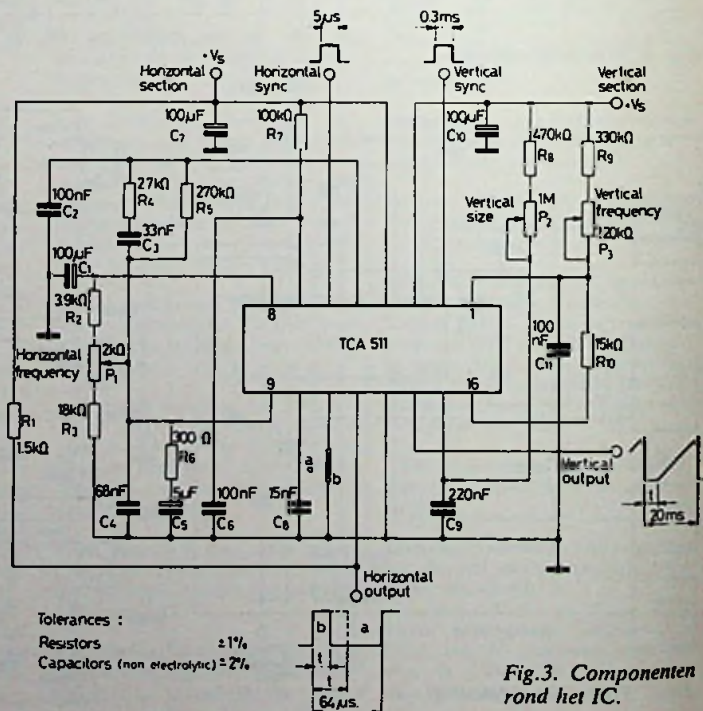 5µs
0.3ms
+Vs
Horizontal
section
Horizontal
sync
Vertical
sync
Vertical
section
+Vs
100µF
C7
100kΩ
R7
100µF
C10
470kΩ
R8
330kΩ
R9
100nF
C2
27kΩ
R4
270kΩ
R5
33nF
C3
Vertical
size
1M
P2
Vertical
frequency
P3
100µF
C1
3.9kΩ
R2
8
1
TCA 511
100
nF
C11
15kΩ
R10
Horizontal
frequency
2kΩ
P1
9
16
R1
1.5kΩ
18kΩ
R3
300 Ω
R6
a
b
Vertical
output
t
20ms
68nF
C4
5µF
C5
100nF
C6
15nF
C8
220nF
C9
Horizontal
output
Tolerances :
Resistors ±1%
Capacitors (non electrolytic) ±2%
b a
t
t
64µs.
Fig.3. Componenten
rond het IC.